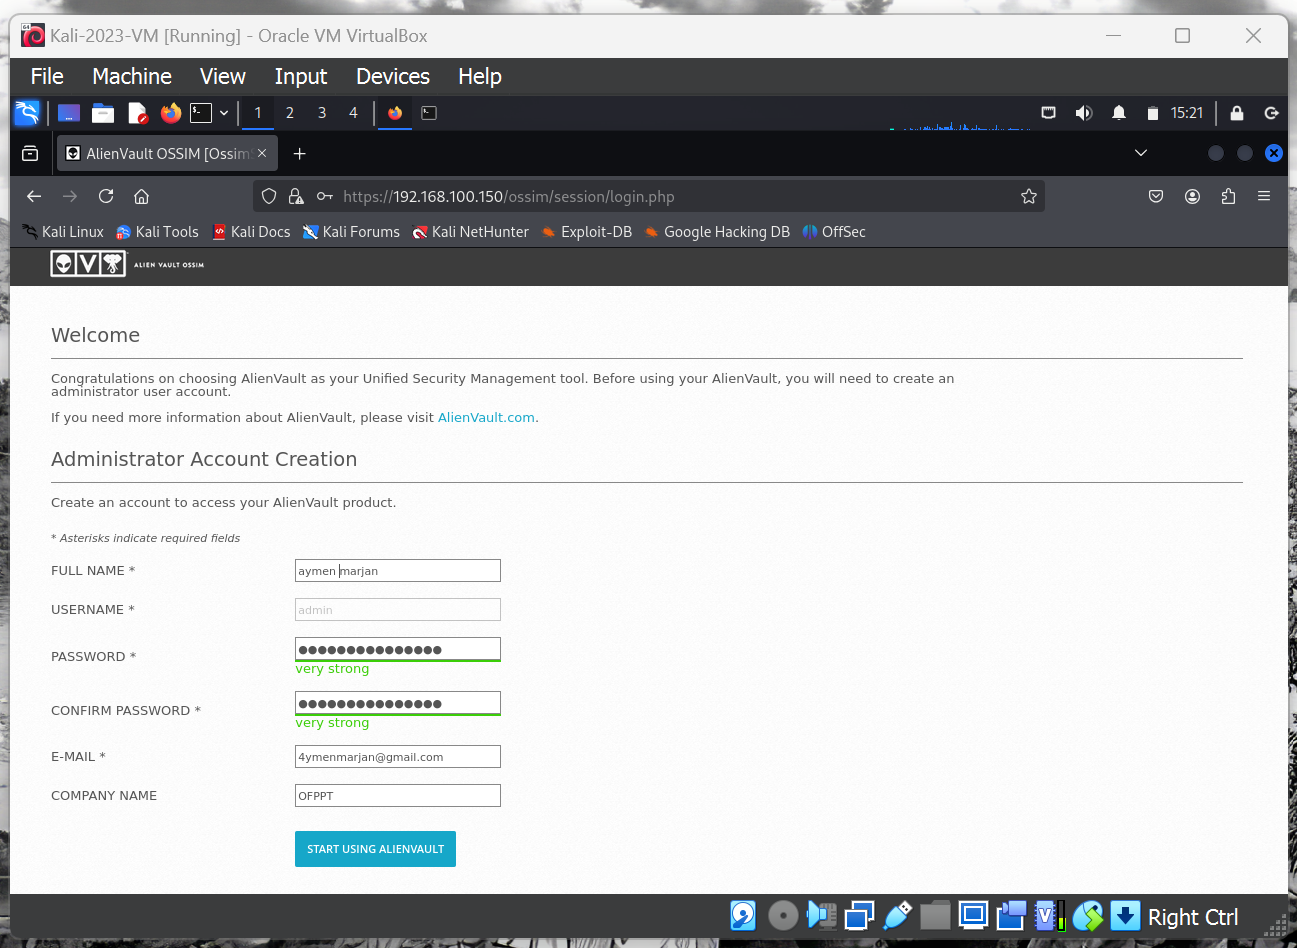 Kali-2023-VM [Running] - Oracle VM VirtualBox
File Machine View Input Devices Help
1 2 3 4 15:21
AlienVault OSSIM [Ossim
https://192.168.100.150/ossim/session/login.php
Kali Linux Kali Tools Kali Docs Kali Forums Kali NetHunter Exploit-DB Google Hacking DB OffSec
V ALIEN VAULT OSSIM
Welcome
Congratulations on choosing AlienVault as your Unified Security Management tool. Before using your AlienVault, you will need to create an
administrator user account.
If you need more information about AlienVault, please visit AlienVault.com.
Administrator Account Creation
Create an account to access your AlienVault product.
* Asterisks indicate required fields
FULL NAME * aymen marjan
USERNAME * admin
PASSWORD * ●●●●●●●●●●●●●●●
very strong
CONFIRM PASSWORD * ●●●●●●●●●●●●●●●
very strong
E-MAIL * 4ymenmarjan@gmail.com
COMPANY NAME OFPPT
START USING ALIENVAULT
Right Ctrl